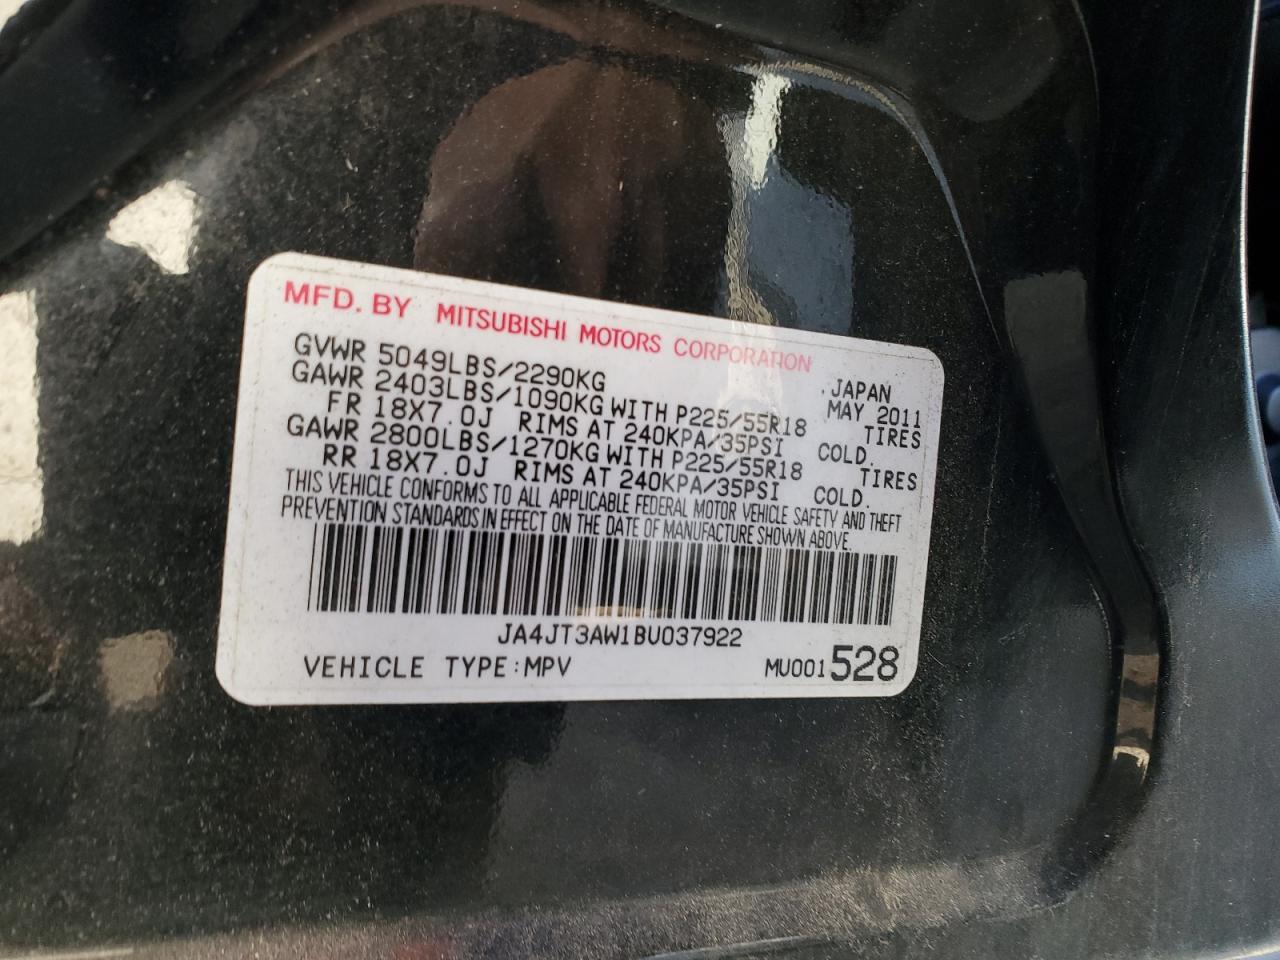 MFD. BY MITSUBISHI MOTORS CORPORATION
GVWR 5049LBS/2290KG JAPAN
GAWR 2403LBS/1090KG WITH P225/55R18 MAY 2011
FR 18X7.0J RIMS AT 240KPA/35PSI TIRES COLD.
GAWR 2800LBS/1270KG WITH P225/55R18 TIRES
RR 18X7.0J RIMS AT 240KPA/35PSI COLD.
THIS VEHICLE CONFORMS TO ALL APPLICABLE FEDERAL MOTOR VEHICLE SAFETY AND THEFT
PREVENTION STANDARDS IN EFFECT ON THE DATE OF MANUFACTURE SHOWN ABOVE.
JA4JT3AW1BU037922
VEHICLE TYPE:MPV MU001528